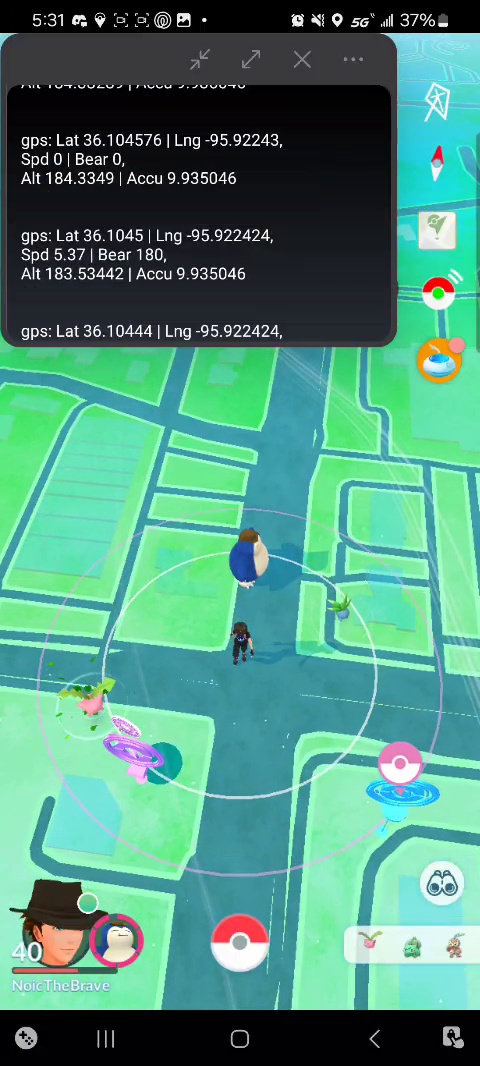 5:31
5G
37%
gps: Lat 36.104576 | Lng -95.92243,
Spd 0 | Bear 0,
Alt 184.3349 | Accu 9.935046
gps: Lat 36.1045 | Lng -95.922424,
Spd 5.37 | Bear 180,
Alt 183.53442 | Accu 9.935046
gps: Lat 36.10444 | Lng -95.922424,
40
NoicTheBrave